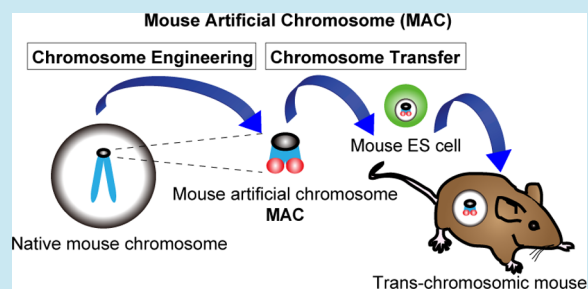 Mouse Artificial Chromosome (MAC)
Chromosome Engineering
Chromosome Transfer
Mouse ES cell
Mouse artificial chromosome
MAC
Native mouse chromosome
Trans-chromosomic mouse